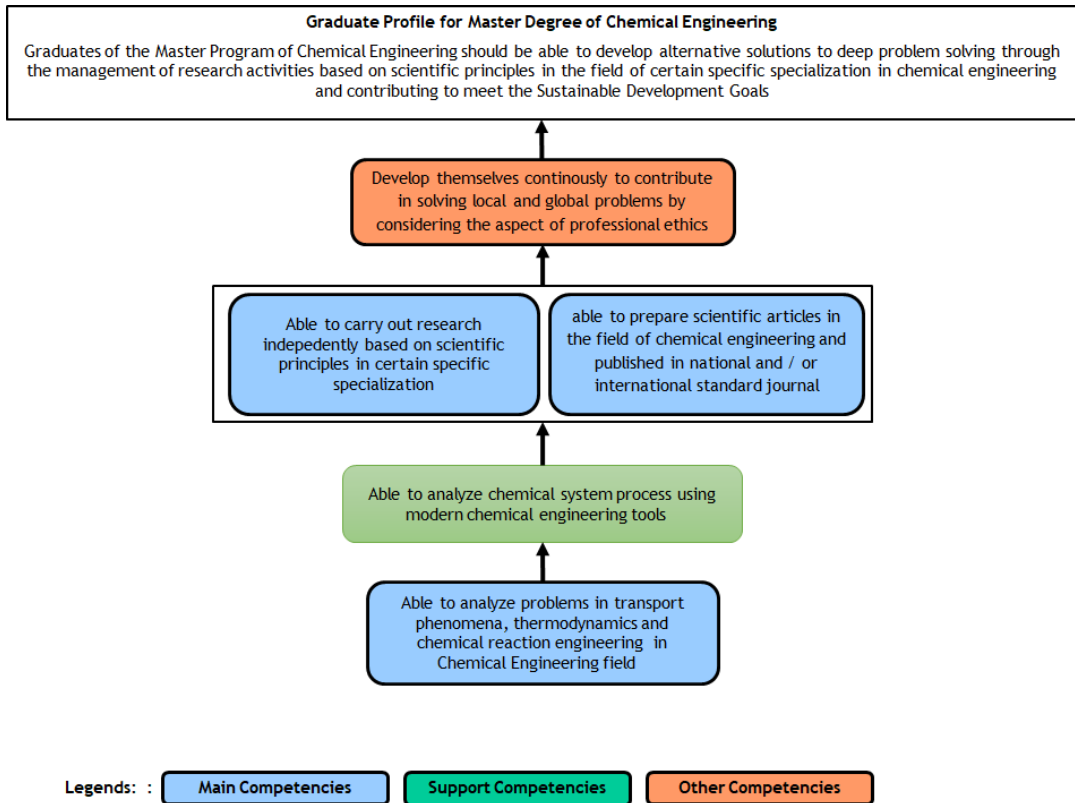 Graduate Profile for Master Degree of Chemical Engineering
Graduates of the Master Program of Chemical Engineering should be able to develop alternative solutions to deep problem solving through
the management of research activities based on scientific principles in the field of certain specific specialization in chemical engineering
and contributing to meet the Sustainable Development Goals
Develop themselves continously to contribute
in solving local and global problems by
considering the aspect of professional ethics
Able to carry out research
indepedently based on scientific
principles in certain specific
specialization
able to prepare scientific articles in
the field of chemical engineering and
published in national and / or
international standard journal
Able to analyze chemical system process using
modern chemical engineering tools
Able to analyze problems in transport
phenomena, thermodynamics and
chemical reaction engineering in
Chemical Engineering field
Legends: : Main Competencies Support Competencies Other Competencies